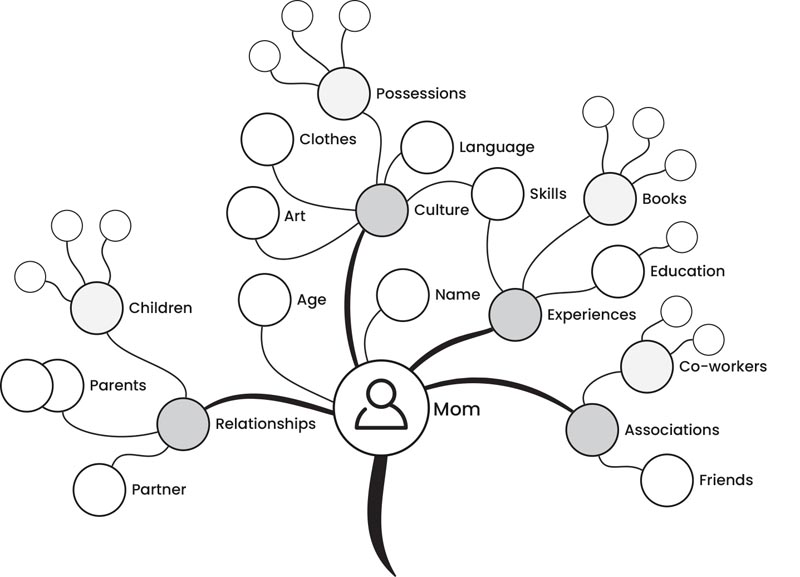 Possessions
Clothes
Language
Skills
Books
Art
Culture
Education
Age
Name
Experiences
Children
Co-workers
Parents
Mom
Relationships
Associations
Partner
Friends